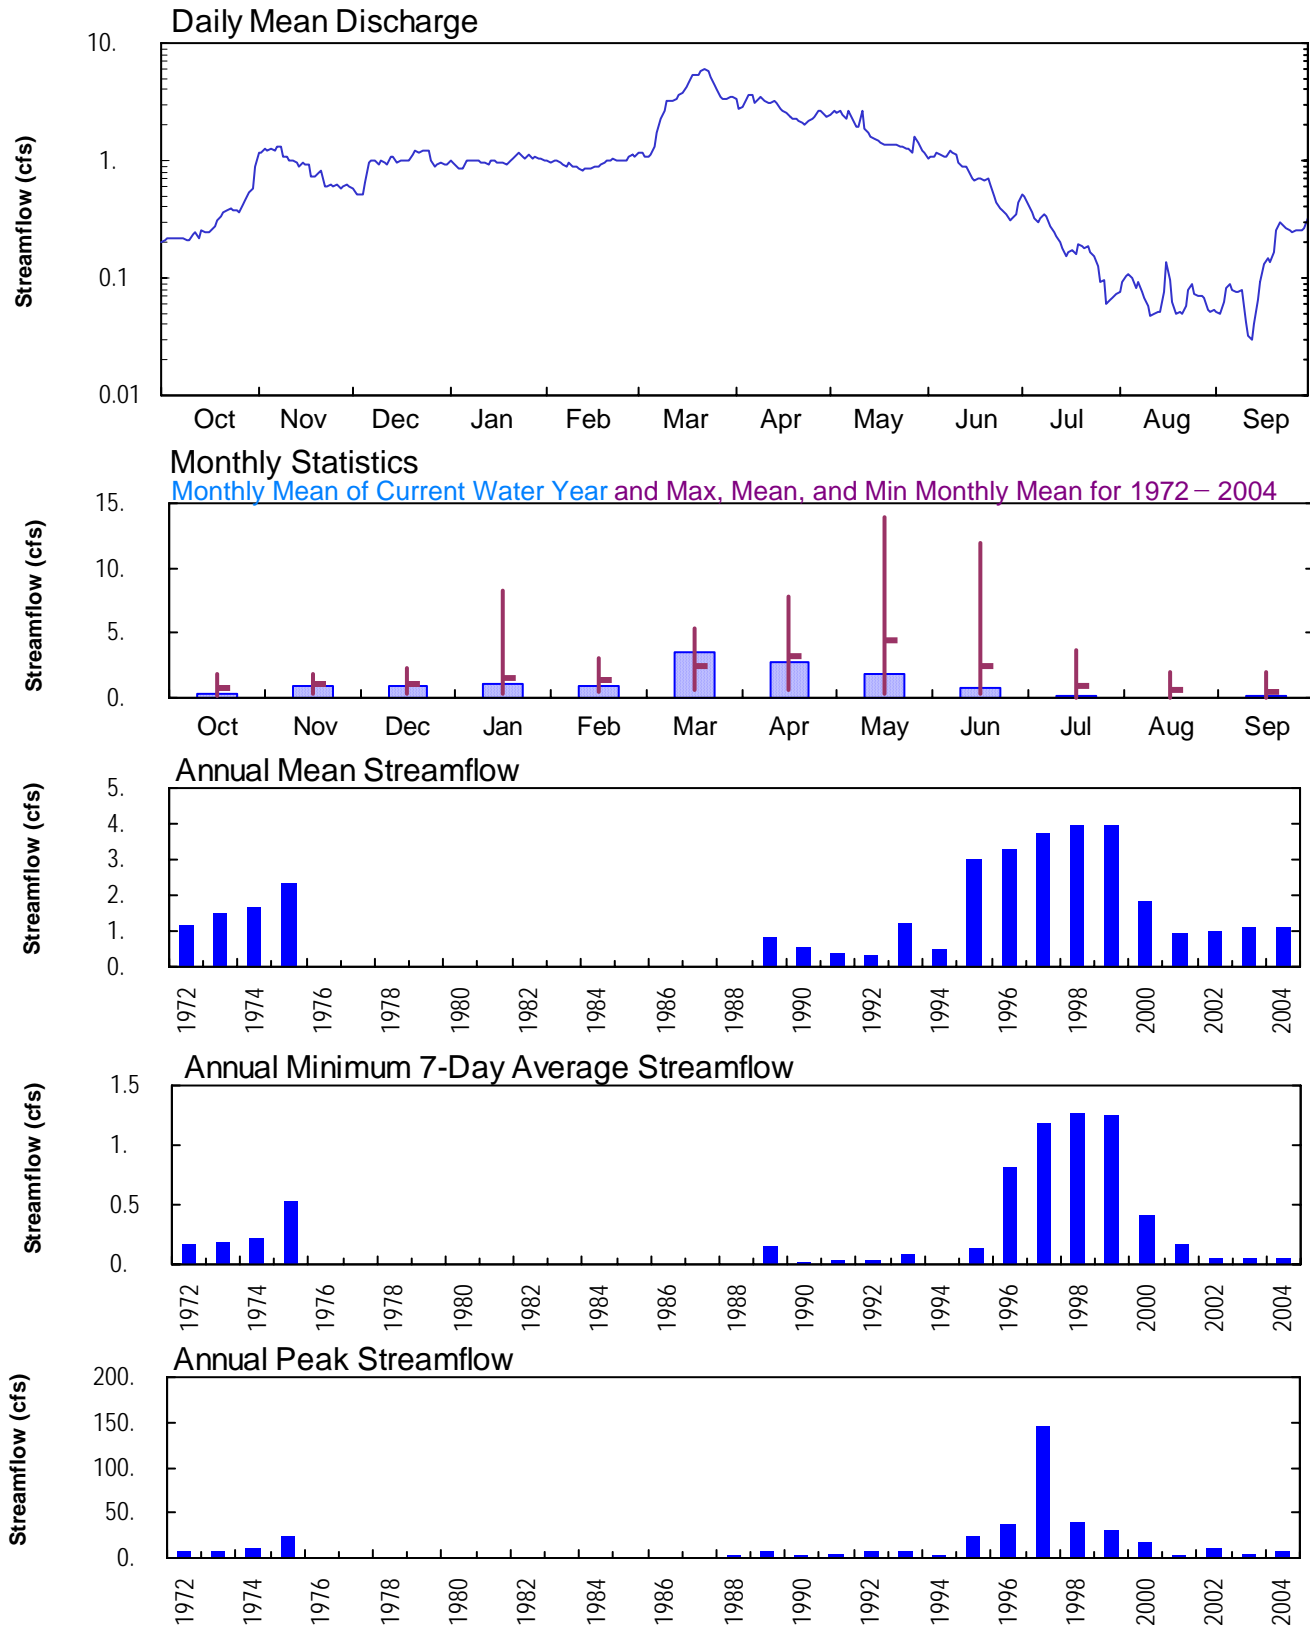 Daily Mean Discharge
Streamflow (cfs)
10.
1.
0.1
0.01
Oct Nov Dec Jan Feb Mar Apr May Jun Jul Aug Sep
Monthly Statistics
Monthly Mean of Current Water Year and Max, Mean, and Min Monthly Mean for 1972 – 2004
Streamflow (cfs)
15.
10.
5.
0.
Oct Nov Dec Jan Feb Mar Apr May Jun Jul Aug Sep
Annual Mean Streamflow
Streamflow (cfs)
5.
4.
3.
2.
1.
0.
1972 1974 1976 1978 1980 1982 1984 1986 1988 1990 1992 1994 1996 1998 2000 2002 2004
Annual Minimum 7-Day Average Streamflow
Streamflow (cfs)
1.5
1.
0.5
0.
1972 1974 1976 1978 1980 1982 1984 1986 1988 1990 1992 1994 1996 1998 2000 2002 2004
Annual Peak Streamflow
Streamflow (cfs)
200.
150.
100.
50.
0.
1972 1974 1976 1978 1980 1982 1984 1986 1988 1990 1992 1994 1996 1998 2000 2002 2004